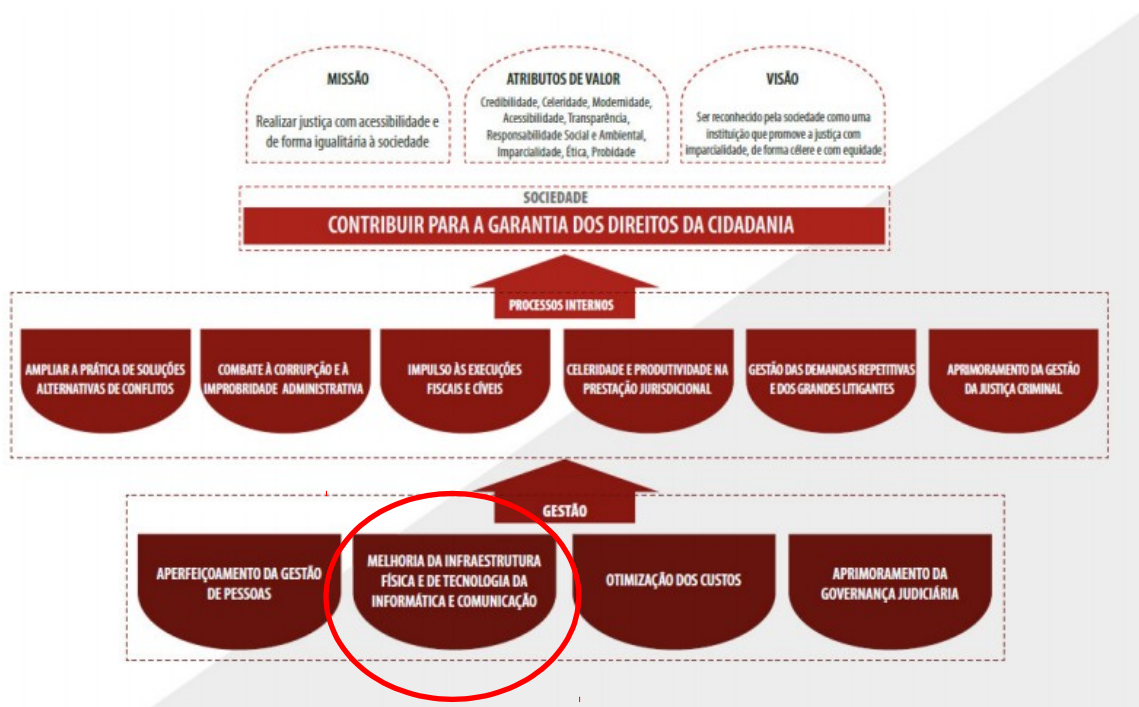 MISSÃO
Realizar justiça com acessibilidade e
de forma igualitária à sociedade
ATRIBUTOS DE VALOR
Credibilidade, Celeridade, Modernidade,
Acessibilidade, Transparência,
Responsabilidade Social e Ambiental,
Imparcialidade, Ética, Probidade
VISÃO
Ser reconhecido pela sociedade como uma
instituição que promove a justiça com
imparcialidade, de forma célere e com equidade
SOCIEDADE
CONTRIBUIR PARA A GARANTIA DOS DIREITOS DA CIDADANIA
PROCESSOS INTERNOS
AMPLIAR A PRÁTICA DE SOLUÇÕES
ALTERNATIVAS DE CONFLITOS
COMBATE À CORRUPÇÃO E À
IMPROBRIDADE ADMINISTRATIVA
IMPULSO ÀS EXECUÇÕES
FISCAIS E CÍVEIS
CELERIDADE E PRODUTIVIDADE NA
PRESTAÇÃO JURISDICIONAL
GESTÃO DAS DEMANDAS REPETITIVAS
E DOS GRANDES LITIGANTES
APRIMORAMENTO DA GESTÃO
DA JUSTIÇA CRIMINAL
GESTÃO
APERFEIÇOAMENTO DA GESTÃO
DE PESSOAS
MELHORIA DA INFRAESTRUTURA
FÍSICA E DE TECNOLOGIA DA
INFORMÁTICA E COMUNICAÇÃO
OTIMIZAÇÃO DOS CUSTOS
APRIMORAMENTO DA
GOVERNANÇA JUDICIÁRIA